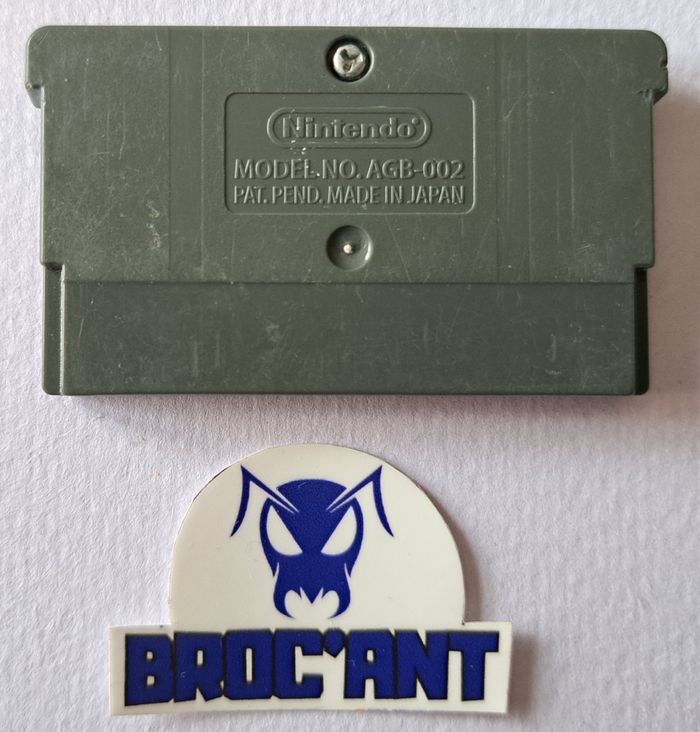 Nintendo
MODEL NO. AGB-002
PAT. PEND. MADE IN JAPAN
BROC'ANT